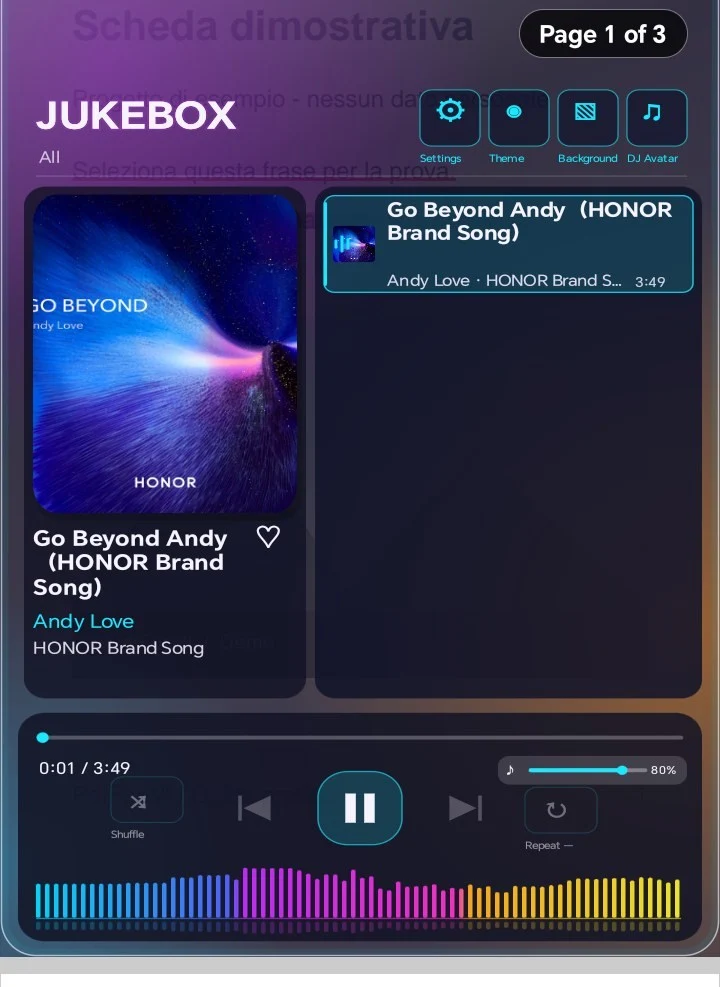 Scheda dimostrativa
Page 1 of 3
Progetto di esempio - nessun
JUKEBOX
Seleziona questa frase per la prova.
All
Settings
Theme
Background
DJ Avatar
GO BEYOND
ndy Love
HONOR
Go Beyond Andy (HONOR
Brand Song)
Andy Love · HONOR Brand S... 3:49
Go Beyond Andy
(HONOR Brand
Song)
Andy Love
HONOR Brand Song
0:01 / 3:49
80%
Shuffle
Repeat —